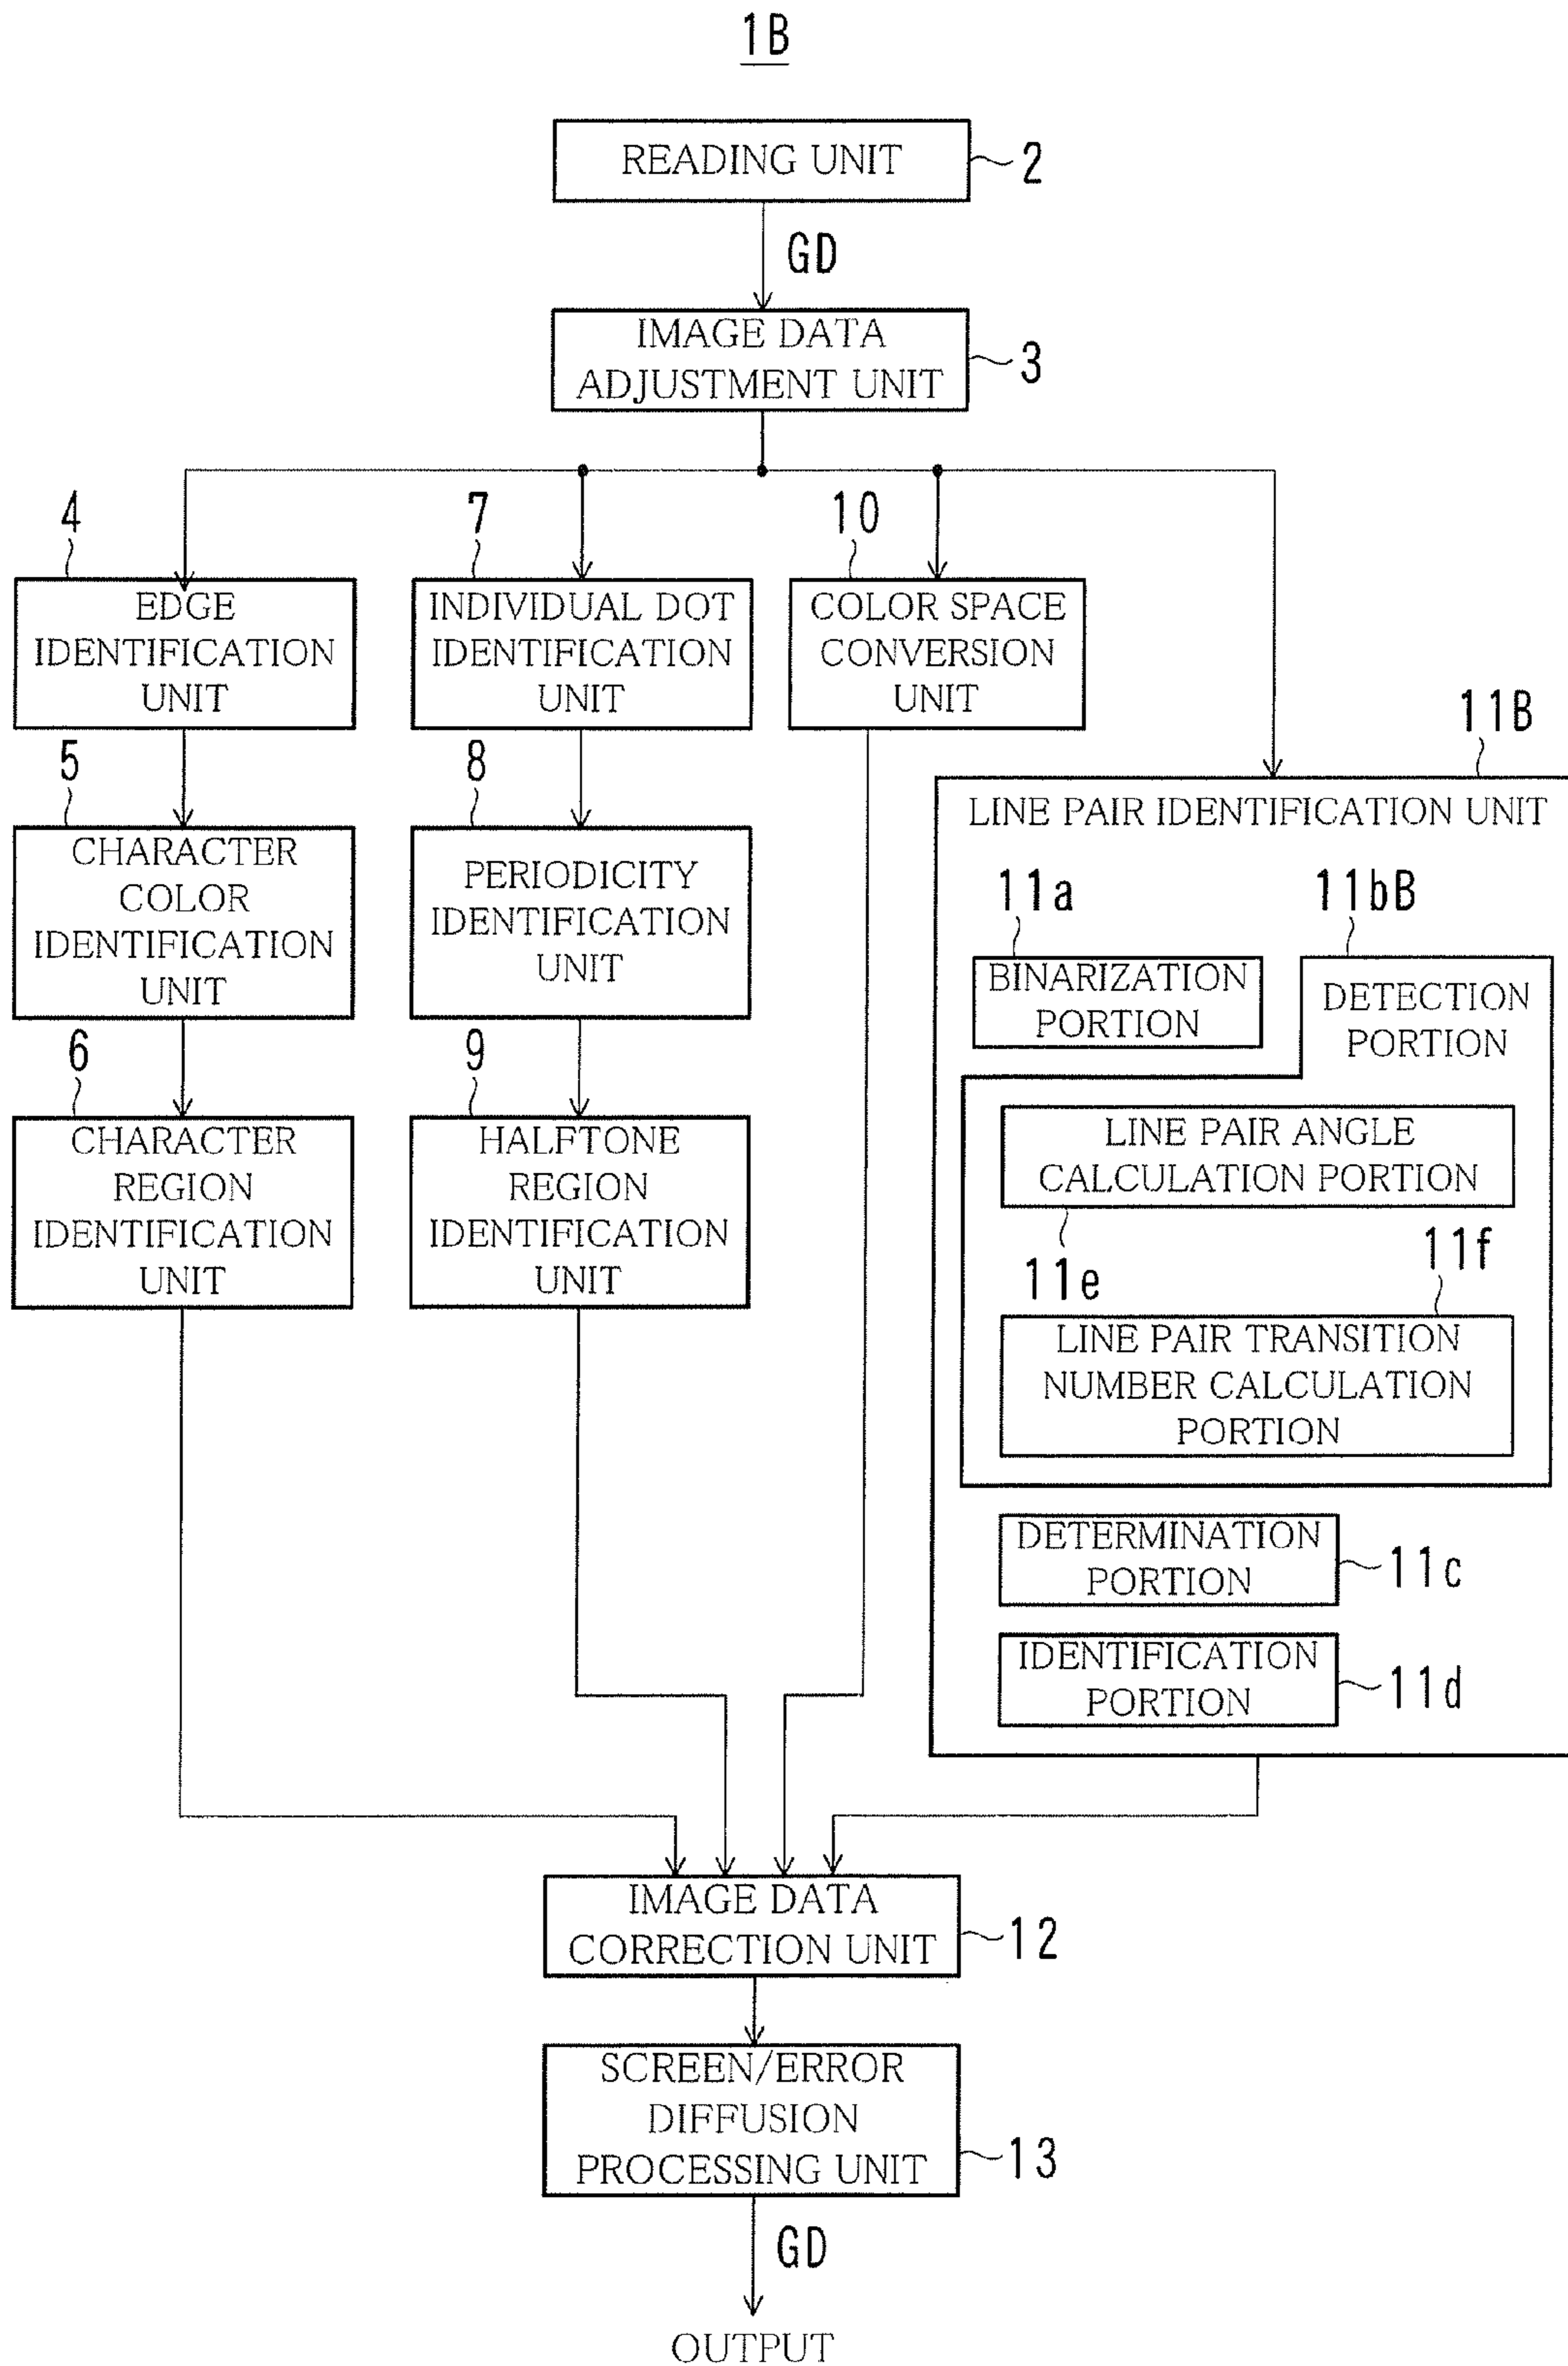 1B
READING UNIT
2
GD
IMAGE DATA
ADJUSTMENT UNIT
3
4
EDGE
IDENTIFICATION
UNIT
5
CHARACTER
COLOR
IDENTIFICATION
UNIT
6
CHARACTER
REGION
IDENTIFICATION
UNIT
7
INDIVIDUAL DOT
IDENTIFICATION
UNIT
8
PERIODICITY
IDENTIFICATION
UNIT
9
HALFTONE
REGION
IDENTIFICATION
UNIT
10
COLOR SPACE
CONVERSION
UNIT
11B
LINE PAIR IDENTIFICATION UNIT
11a
BINARIZATION
PORTION
11bB
DETECTION
PORTION
LINE PAIR ANGLE
CALCULATION PORTION
11e
11f
LINE PAIR TRANSITION
NUMBER CALCULATION
PORTION
DETERMINATION
PORTION
11c
IDENTIFICATION
PORTION
11d
IMAGE DATA
CORRECTION UNIT
12
SCREEN/ERROR
DIFFUSION
PROCESSING UNIT
13
GD
OUTPUT